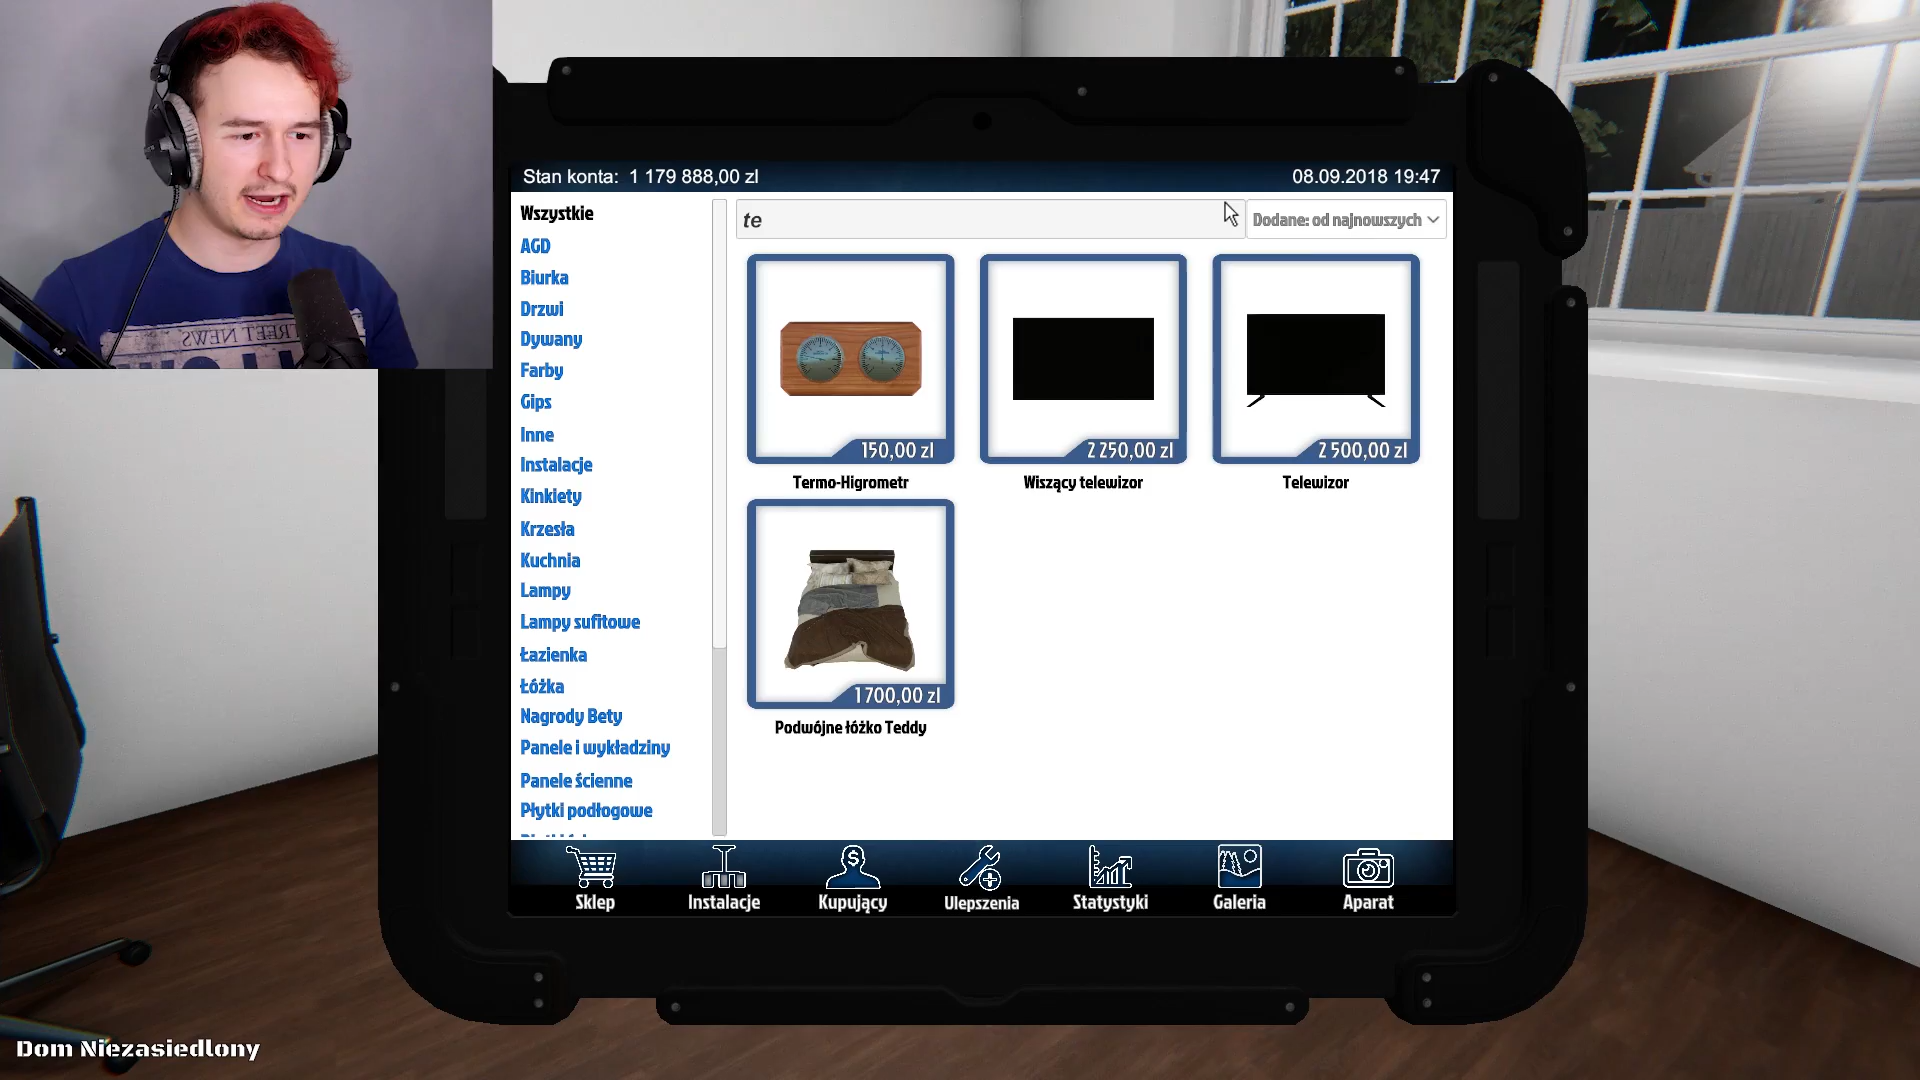 Stan konta: 1 179 888,00 zl
08.09.2018 19:47
te
Dodane: od najnowszych
Wszystkie
AGD
Biurka
Drzwi
Dywany
Farby
Gips
Inne
Instalacje
Kinkiety
Krzesła
Kuchnia
Lampy
Lampy sufitowe
Łazienka
Łóżka
Nagrody Bety
Panele i wykładziny
Panele ścienne
Płytki podłogowe
150,00 zl
Termo-Higrometr
2 250,00 zl
Wiszący telewizor
2 500,00 zl
Telewizor
1 700,00 zl
Podwójne łóżko Teddy
Sklep
Instalacje
Kupujący
Ulepszenia
Statystyki
Galeria
Aparat
Dom Niezasiedlony